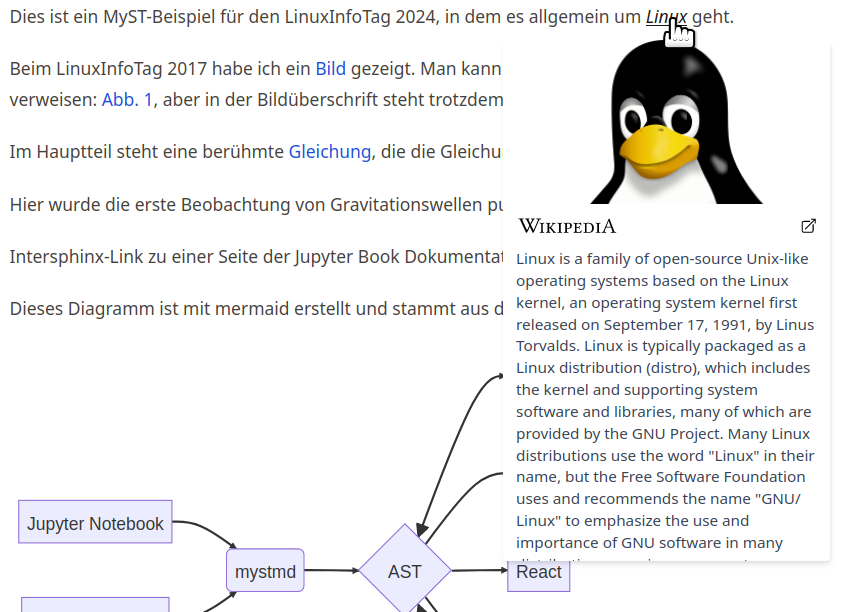 Dies ist ein MyST-Beispiel für den LinuxInfoTag 2024, in dem es allgemein um Linux geht.
Beim LinuxInfoTag 2017 habe ich ein Bild gezeigt. Man kann
verweisen: Abb. 1, aber in der Bildüberschrift steht trotzdem
Im Hauptteil steht eine berühmte Gleichung, die die
Hier wurde die erste Beobachtung von Gravitationswellen
Intersphinx-Link zu einer Seite der Jupyter Book
Dieses Diagramm ist mit mermaid erstellt und stammt aus
WIKIPEDIA
Linux is a family of open-source Unix-like
operating systems based on the Linux
kernel, an operating system kernel first
released on September 17, 1991, by Linus
Torvalds. Linux is typically packaged as a
Linux distribution (distro), which includes
the kernel and supporting system
software and libraries, many of which are
provided by the GNU Project. Many Linux
distributions use the word "Linux" in their
name, but the Free Software Foundation
uses and recommends the name "GNU/
Linux" to emphasize the use and
importance of GNU software in many
Jupyter Notebook
mystmd
AST
React